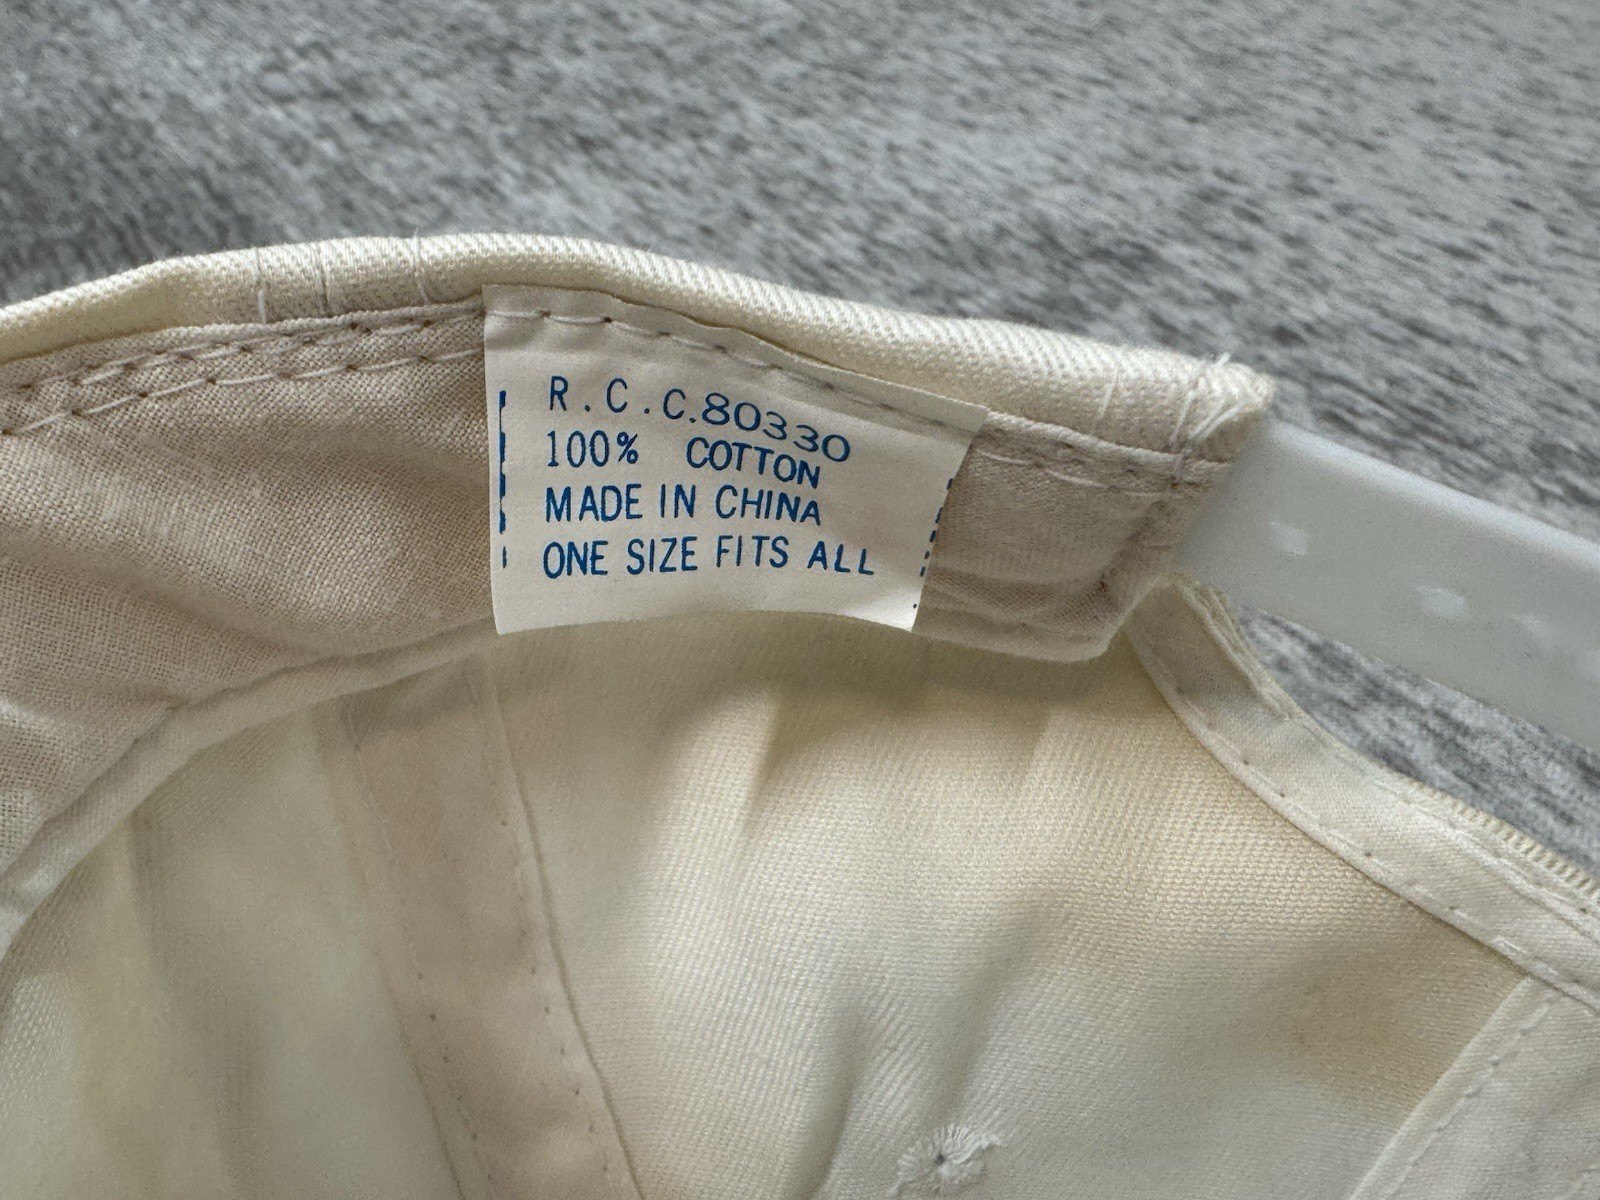 R.C.C.80330
100% COTTON
MADE IN CHINA
ONE SIZE FITS ALL